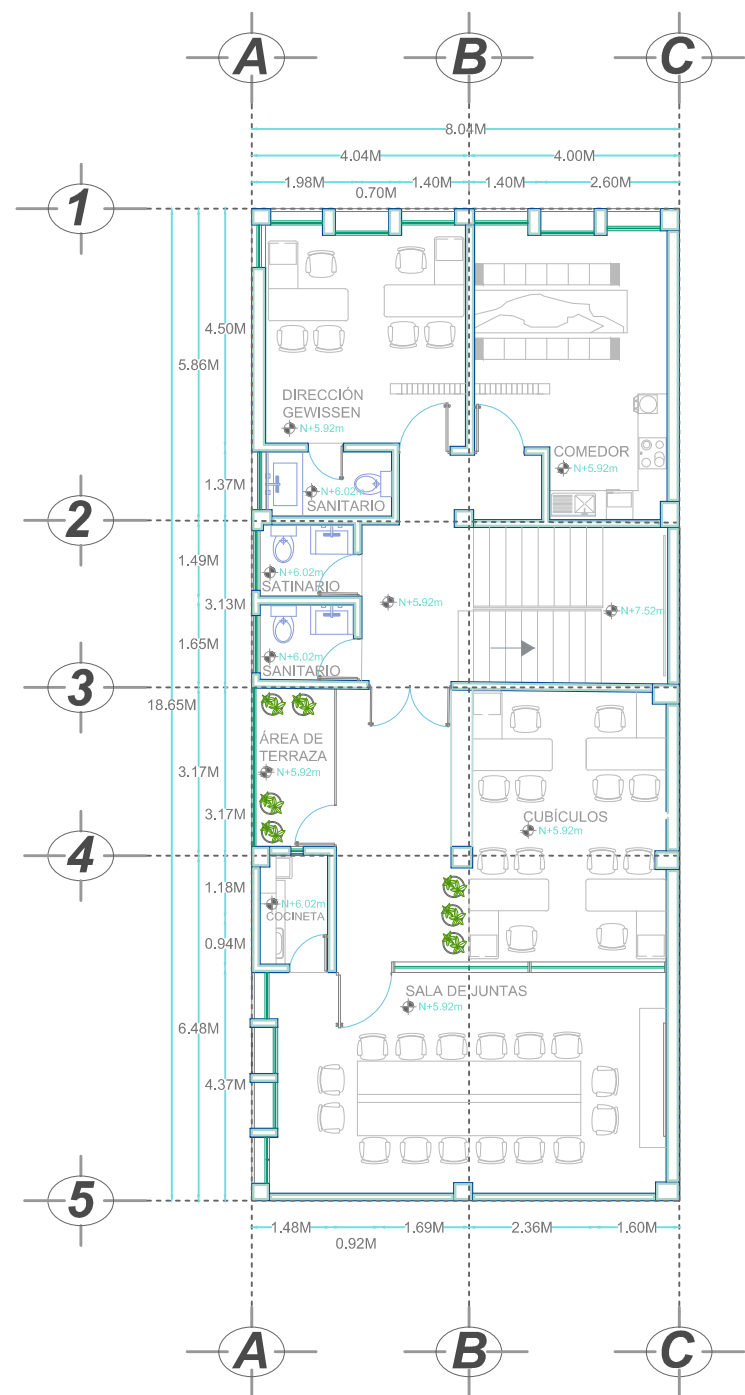 A B C
8.04M
4.04M 4.00M
1.98M 1.40M 1.40M 2.60M
0.70M
1
4.50M
5.86M
DIRECCIÓN
GEWISSEN
N+5.92m
COMEDOR
N+5.92m
1.37M
N+6.02m
SANITARIO
2
1.49M
N+6.02m
SATINARIO
3.13M
N+5.92m
N+7.52m
1.65M
N+6.02m
SANITARIO
3
18.65M
ÁREA DE
TERRAZA
N+5.92m
3.17M
3.17M
CUBÍCULOS
N+5.92m
4
1.18M
N+6.02m
COCINETA
0.94M
SALA DE JUNTAS
N+5.92m
6.48M
4.37M
5
1.48M 1.69M 2.36M 1.60M
0.92M
A B C